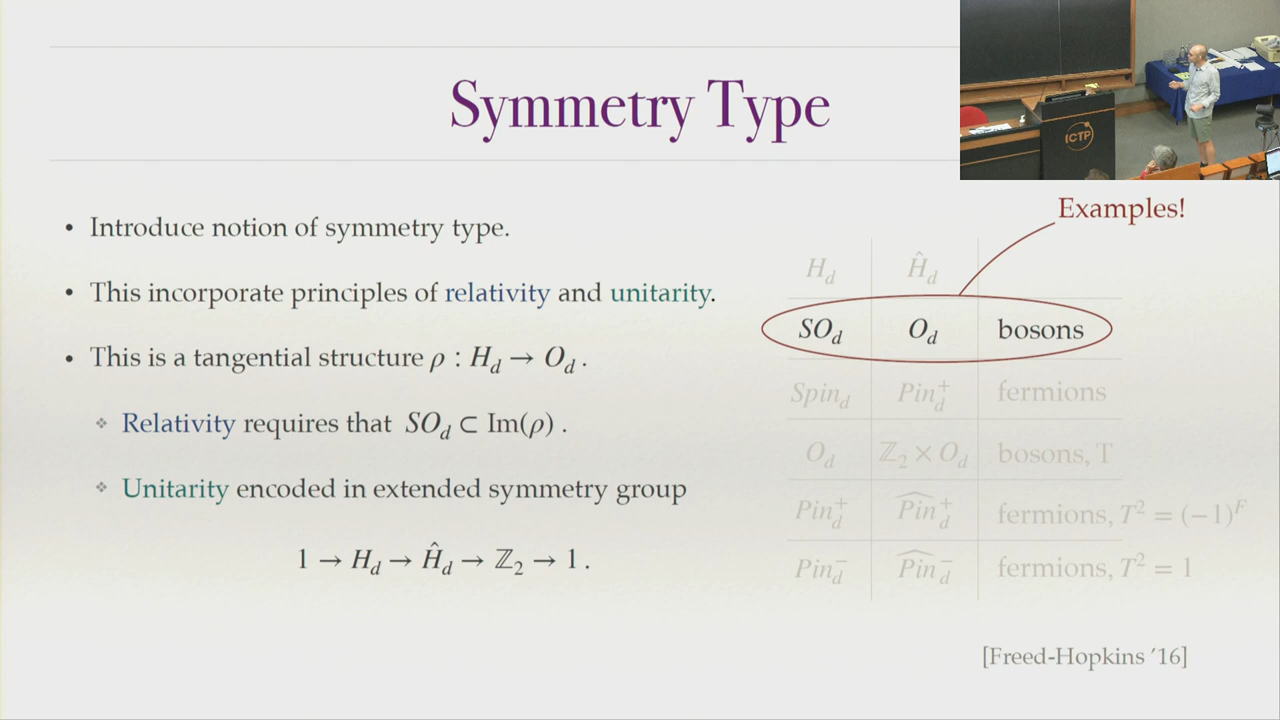 Symmetry Type
• Introduce notion of symmetry type.
• This incorporate principles of relativity and unitarity.
• This is a tangential structure ρ : H_d → O_d .
❖ Relativity requires that SO_d ⊂ Im(ρ) .
❖ Unitarity encoded in extended symmetry group
1 → H_d → Ĥ_d → ℤ_2 → 1 .
Examples!
H_d Ĥ_d
SO_d O_d bosons
Spin_d Pin_d^+ fermions
O_d ℤ_2 × O_d bosons, T
Pin_d^+ \widehat{Pin}_d^+ fermions, T^2 = (−1)^F
Pin_d^- \widehat{Pin}_d^- fermions, T^2 = 1
[Freed-Hopkins ’16]
ICTP